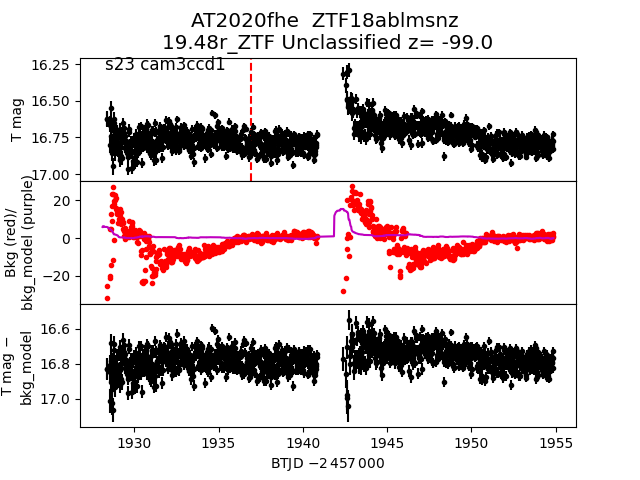 AT2020fhe  ZTF18ablmsnz
19.48r_ZTF Unclassified z= -99.0
s23 cam3ccd1
T mag
16.25
16.50
16.75
17.00
Bkg (red)/
bkg_model (purple)
20
0
−20
T mag −
bkg_model
16.6
16.8
17.0
1930
1935
1940
1945
1950
1955
BTJD −2 457 000